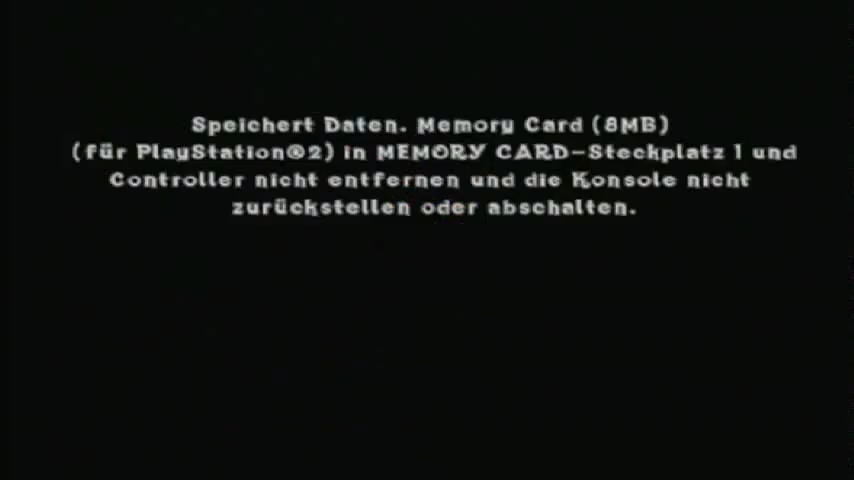 Speichert Daten. Memory Card (8MB)
(für PlayStation®2) in MEMORY CARD-Steckplatz 1 und
Controller nicht entfernen und die Konsole nicht
zurückstellen oder abschalten.